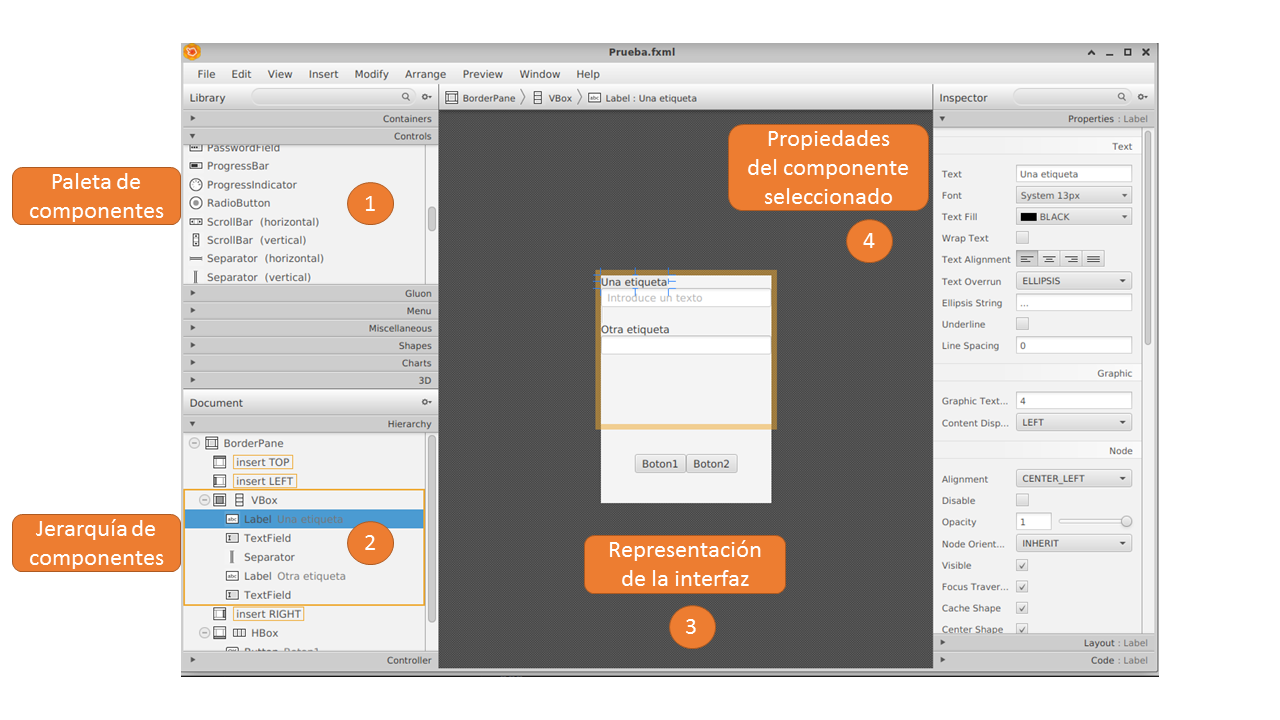 Prueba.fxml
File Edit View Insert Modify Arrange Preview Window Help
Library
BorderPane VBox abc Label : Una etiqueta
Inspector
Containers
Controls
PasswordField
ProgressBar
ProgressIndicator
RadioButton
ScrollBar (horizontal)
ScrollBar (vertical)
Separator (horizontal)
Separator (vertical)
Gluon
Menu
Miscellaneous
Shapes
Charts
3D
Paleta de
componentes
1
Document
Hierarchy
BorderPane
insert TOP
insert LEFT
VBox
abc Label Una etiqueta
TextField
Separator
abc Label Otra etiqueta
TextField
insert RIGHT
HBox
Button Boton1
Controller
Jerarquía de
componentes
2
Una etiqueta
Introduce un texto
Otra etiqueta
Boton1 Boton2
Representación
de la interfaz
3
Propiedades
del componente
seleccionado
4
Properties : Label
Text
Text Una etiqueta
Font System 13px
Text Fill BLACK
Wrap Text
Text Alignment
Text Overrun ELLIPSIS
Ellipsis String ...
Underline
Line Spacing 0
Graphic
Graphic Text... 4
Content Disp... LEFT
Node
Alignment CENTER_LEFT
Disable
Opacity 1
Node Orient... INHERIT
Visible
Focus Traver...
Cache Shape
Center Shape
Layout : Label
Code : Label